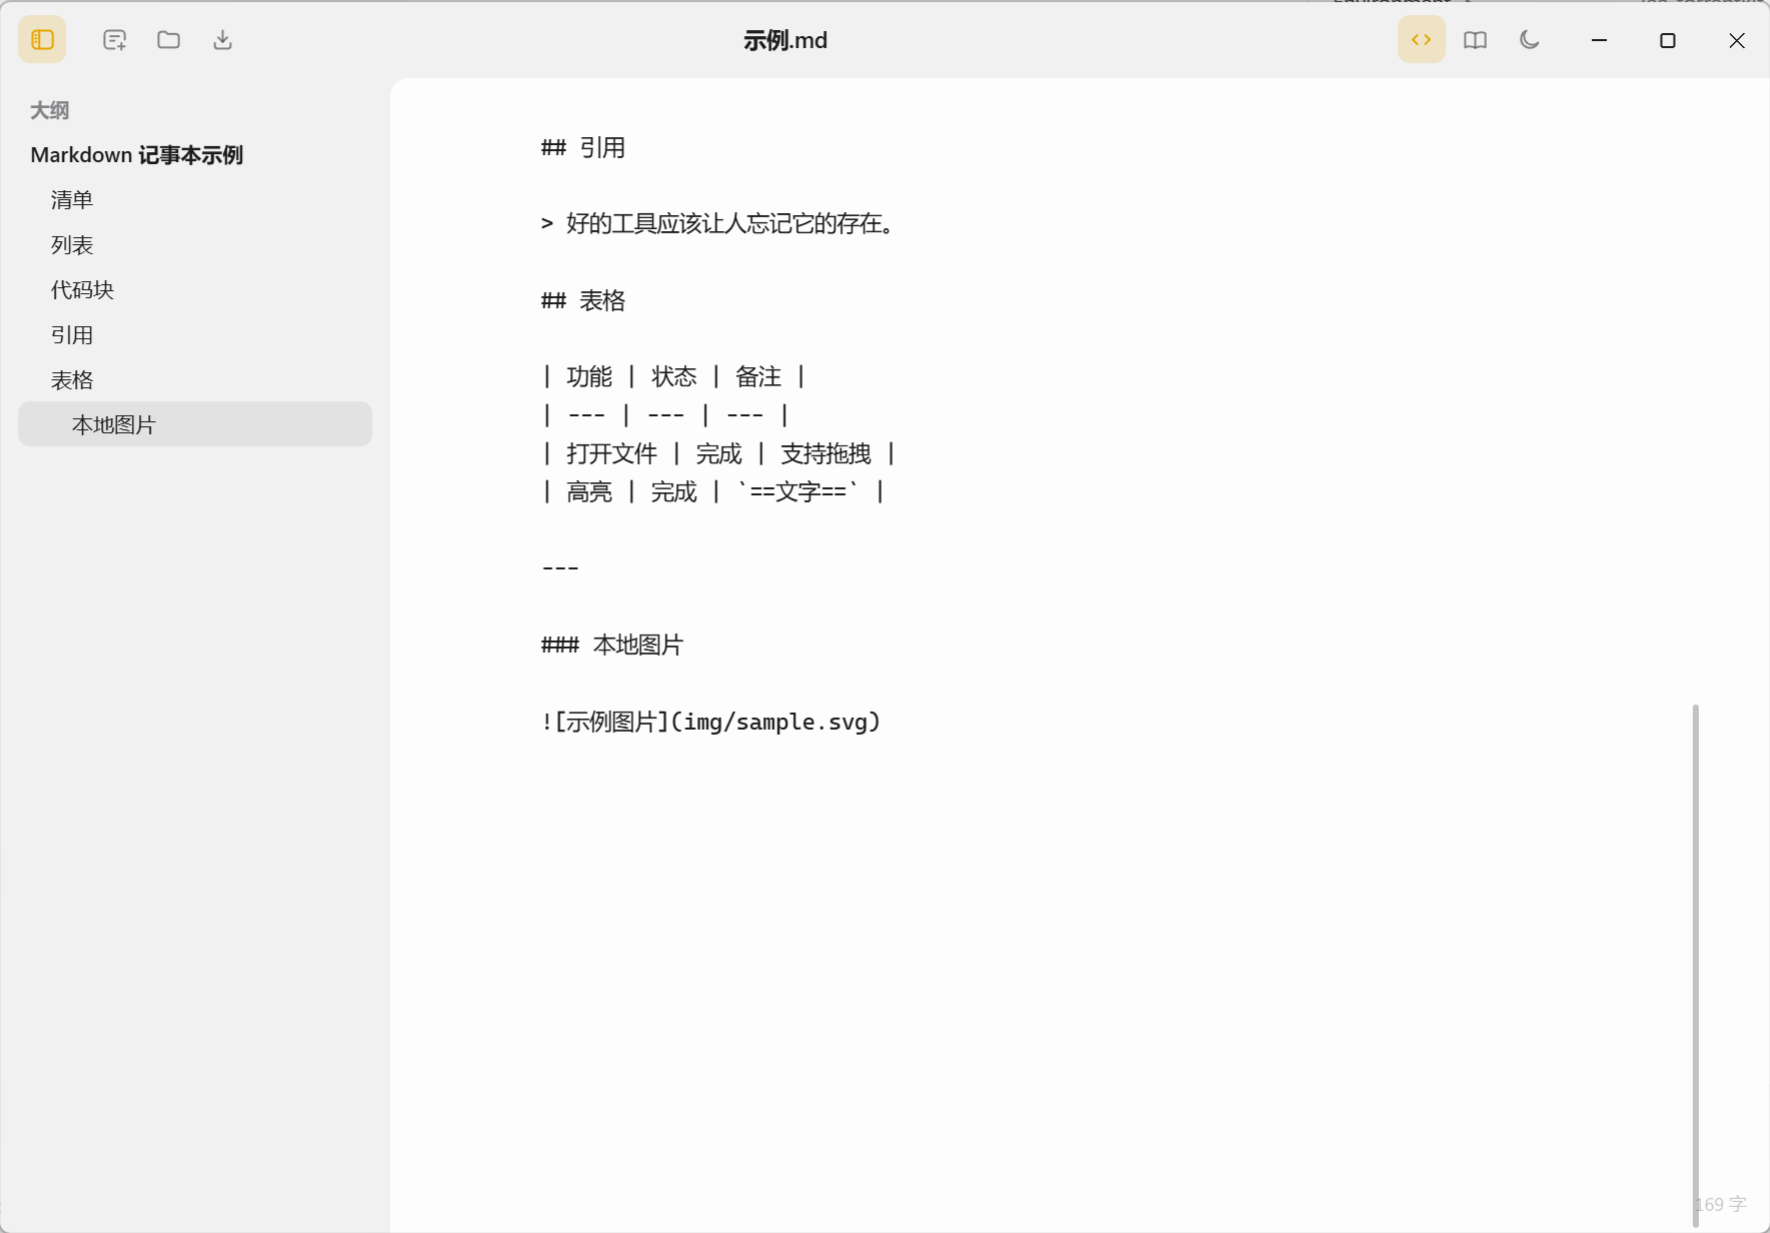 示例.md
大纲
Markdown 记事本示例
清单
列表
代码块
引用
表格
本地图片
## 引用
> 好的工具应该让人忘记它的存在。
## 表格
| 功能 | 状态 | 备注 |
| --- | --- | --- |
| 打开文件 | 完成 | 支持拖拽 |
| 高亮 | 完成 | `==文字==` |
---
### 本地图片
![示例图片](img/sample.svg)
169 字